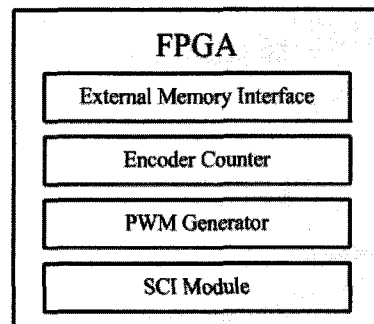 FPGA
External Memory Interface
Encoder Counter
PWM Generator
SCI Module